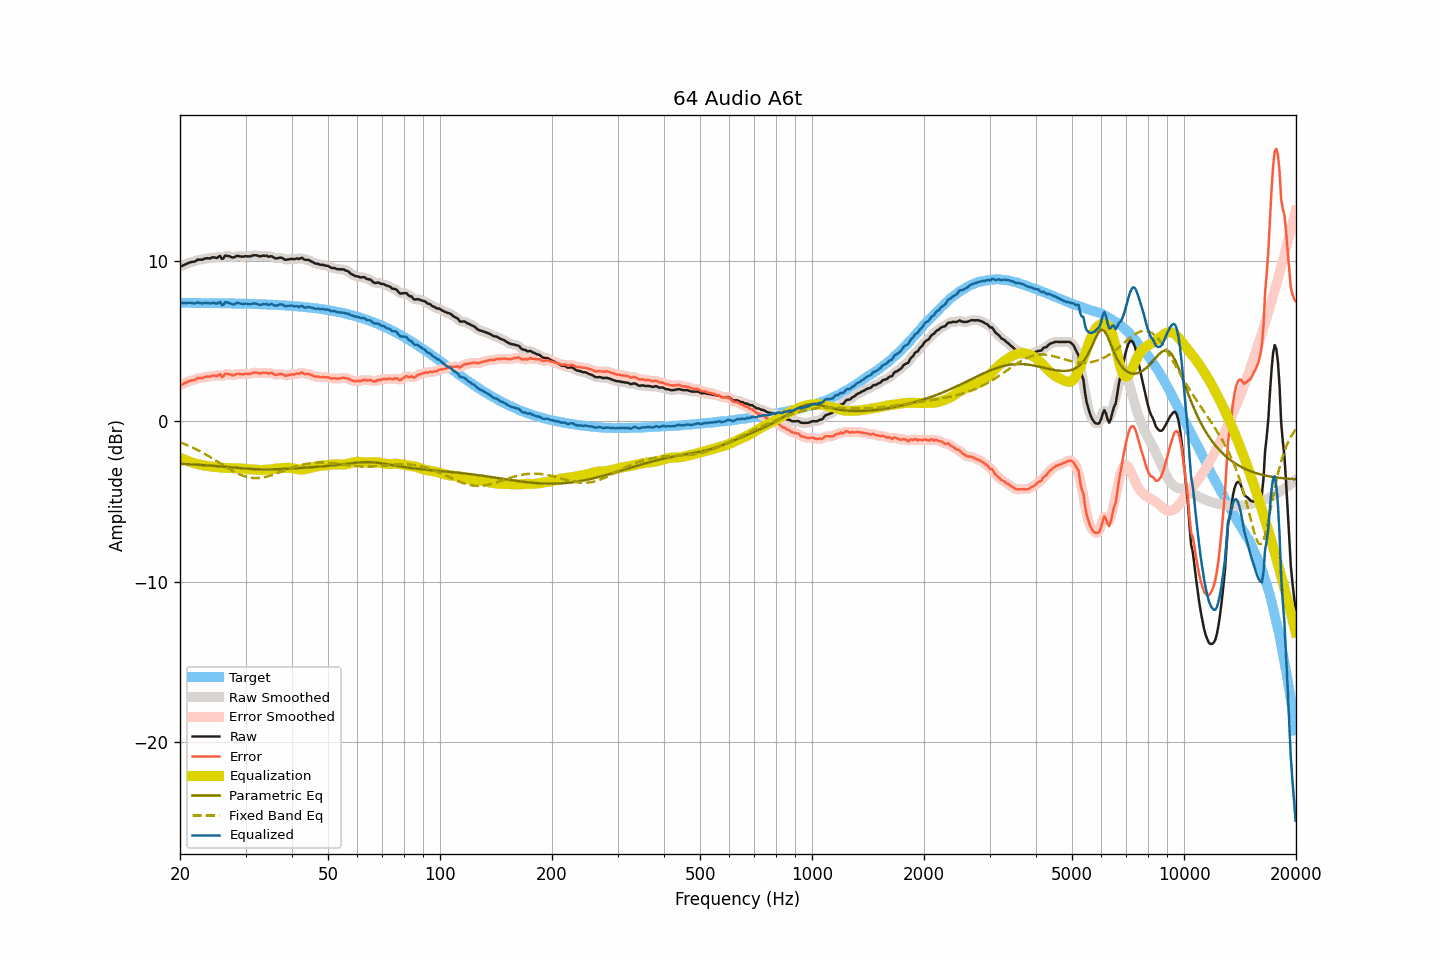 64 Audio A6t
Amplitude (dBr)
10
0
−10
−20
Target
Raw Smoothed
Error Smoothed
Raw
Error
Equalization
Parametric Eq
Fixed Band Eq
Equalized
20 50 100 200 500 1000 2000 5000 10000 20000
Frequency (Hz)